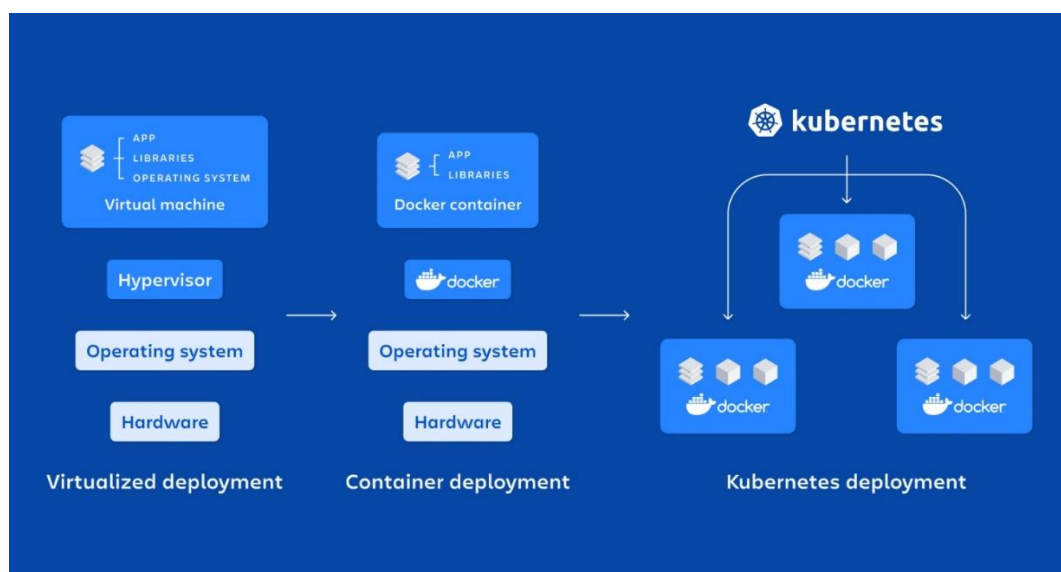 APP
LIBRARIES
OPERATING SYSTEM
Virtual machine
Hypervisor
Operating system
Hardware
Virtualized deployment
APP
LIBRARIES
Docker container
docker
Operating system
Hardware
Container deployment
kubernetes
docker
docker
docker
Kubernetes deployment